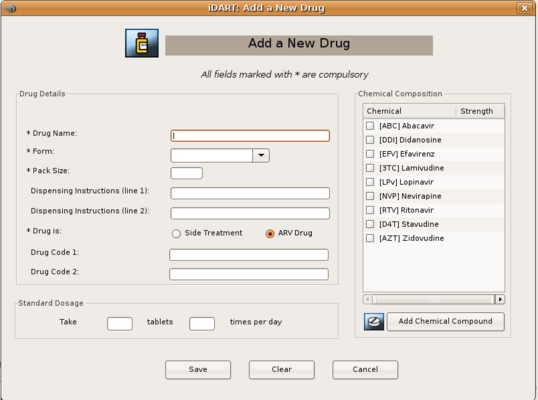 iDART: Add a New Drug
Add a New Drug
All fields marked with * are compulsory
Drug Details
* Drug Name:
* Form:
* Pack Size:
Dispensing Instructions (line 1):
Dispensing Instructions (line 2):
* Drug is: Side Treatment ARV Drug
Drug Code 1:
Drug Code 2:
Standard Dosage
Take tablets times per day
Chemical Composition
Chemical Strength
[ABC] Abacavir
[DDI] Didanosine
[EFV] Efavirenz
[3TC] Lamivudine
[LPv] Lopinavir
[NVP] Nevirapine
[RTV] Ritonavir
[D4T] Stavudine
[AZT] Zidovudine
Add Chemical Compound
Save Clear Cancel